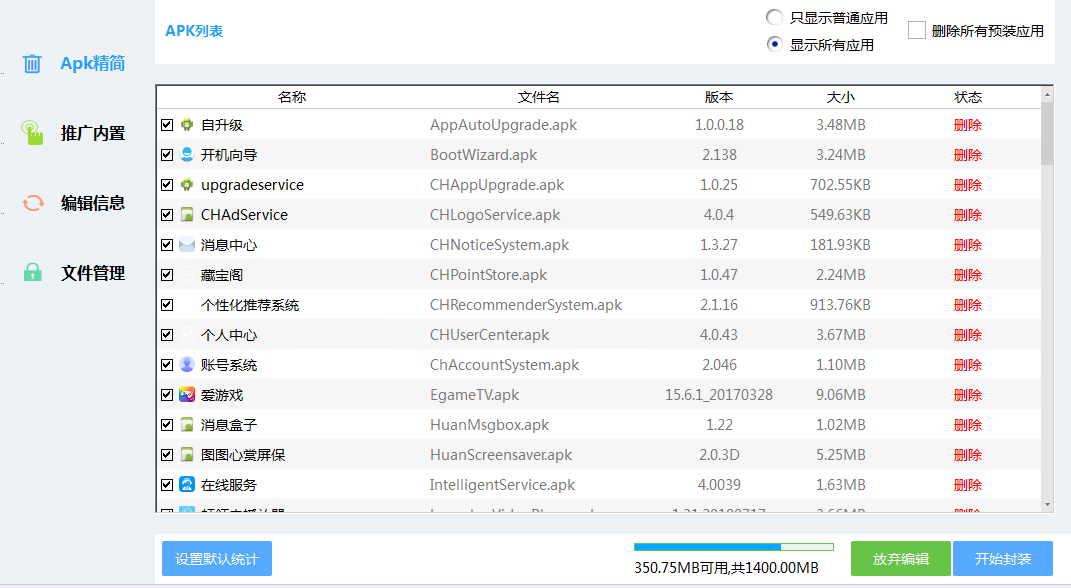 Apk精简
推广内置
编辑信息
文件管理
APK列表
只显示普通应用
显示所有应用
删除所有预装应用
名称 文件名 版本 大小 状态
自升级 AppAutoUpgrade.apk 1.0.0.18 3.48MB 删除
开机向导 BootWizard.apk 2.138 3.24MB 删除
upgradeservice CHAppUpgrade.apk 1.0.25 702.55KB 删除
CHAdService CHLogoService.apk 4.0.4 549.63KB 删除
消息中心 CHNoticeSystem.apk 1.3.27 181.93KB 删除
藏宝阁 CHPointStore.apk 1.0.47 2.24MB 删除
个性化推荐系统 CHRecommenderSystem.apk 2.1.16 913.76KB 删除
个人中心 CHUserCenter.apk 4.0.43 3.67MB 删除
账号系统 ChAccountSystem.apk 2.046 1.10MB 删除
爱游戏 EgameTV.apk 15.6.1_20170328 9.06MB 删除
消息盒子 HuanMsgbox.apk 1.22 1.02MB 删除
图图心赏屏保 HuanScreensaver.apk 2.0.3D 5.25MB 删除
在线服务 IntelligentService.apk 4.0039 1.63MB 删除
设置默认统计
350.75MB可用,共1400.00MB
放弃编辑
开始封装